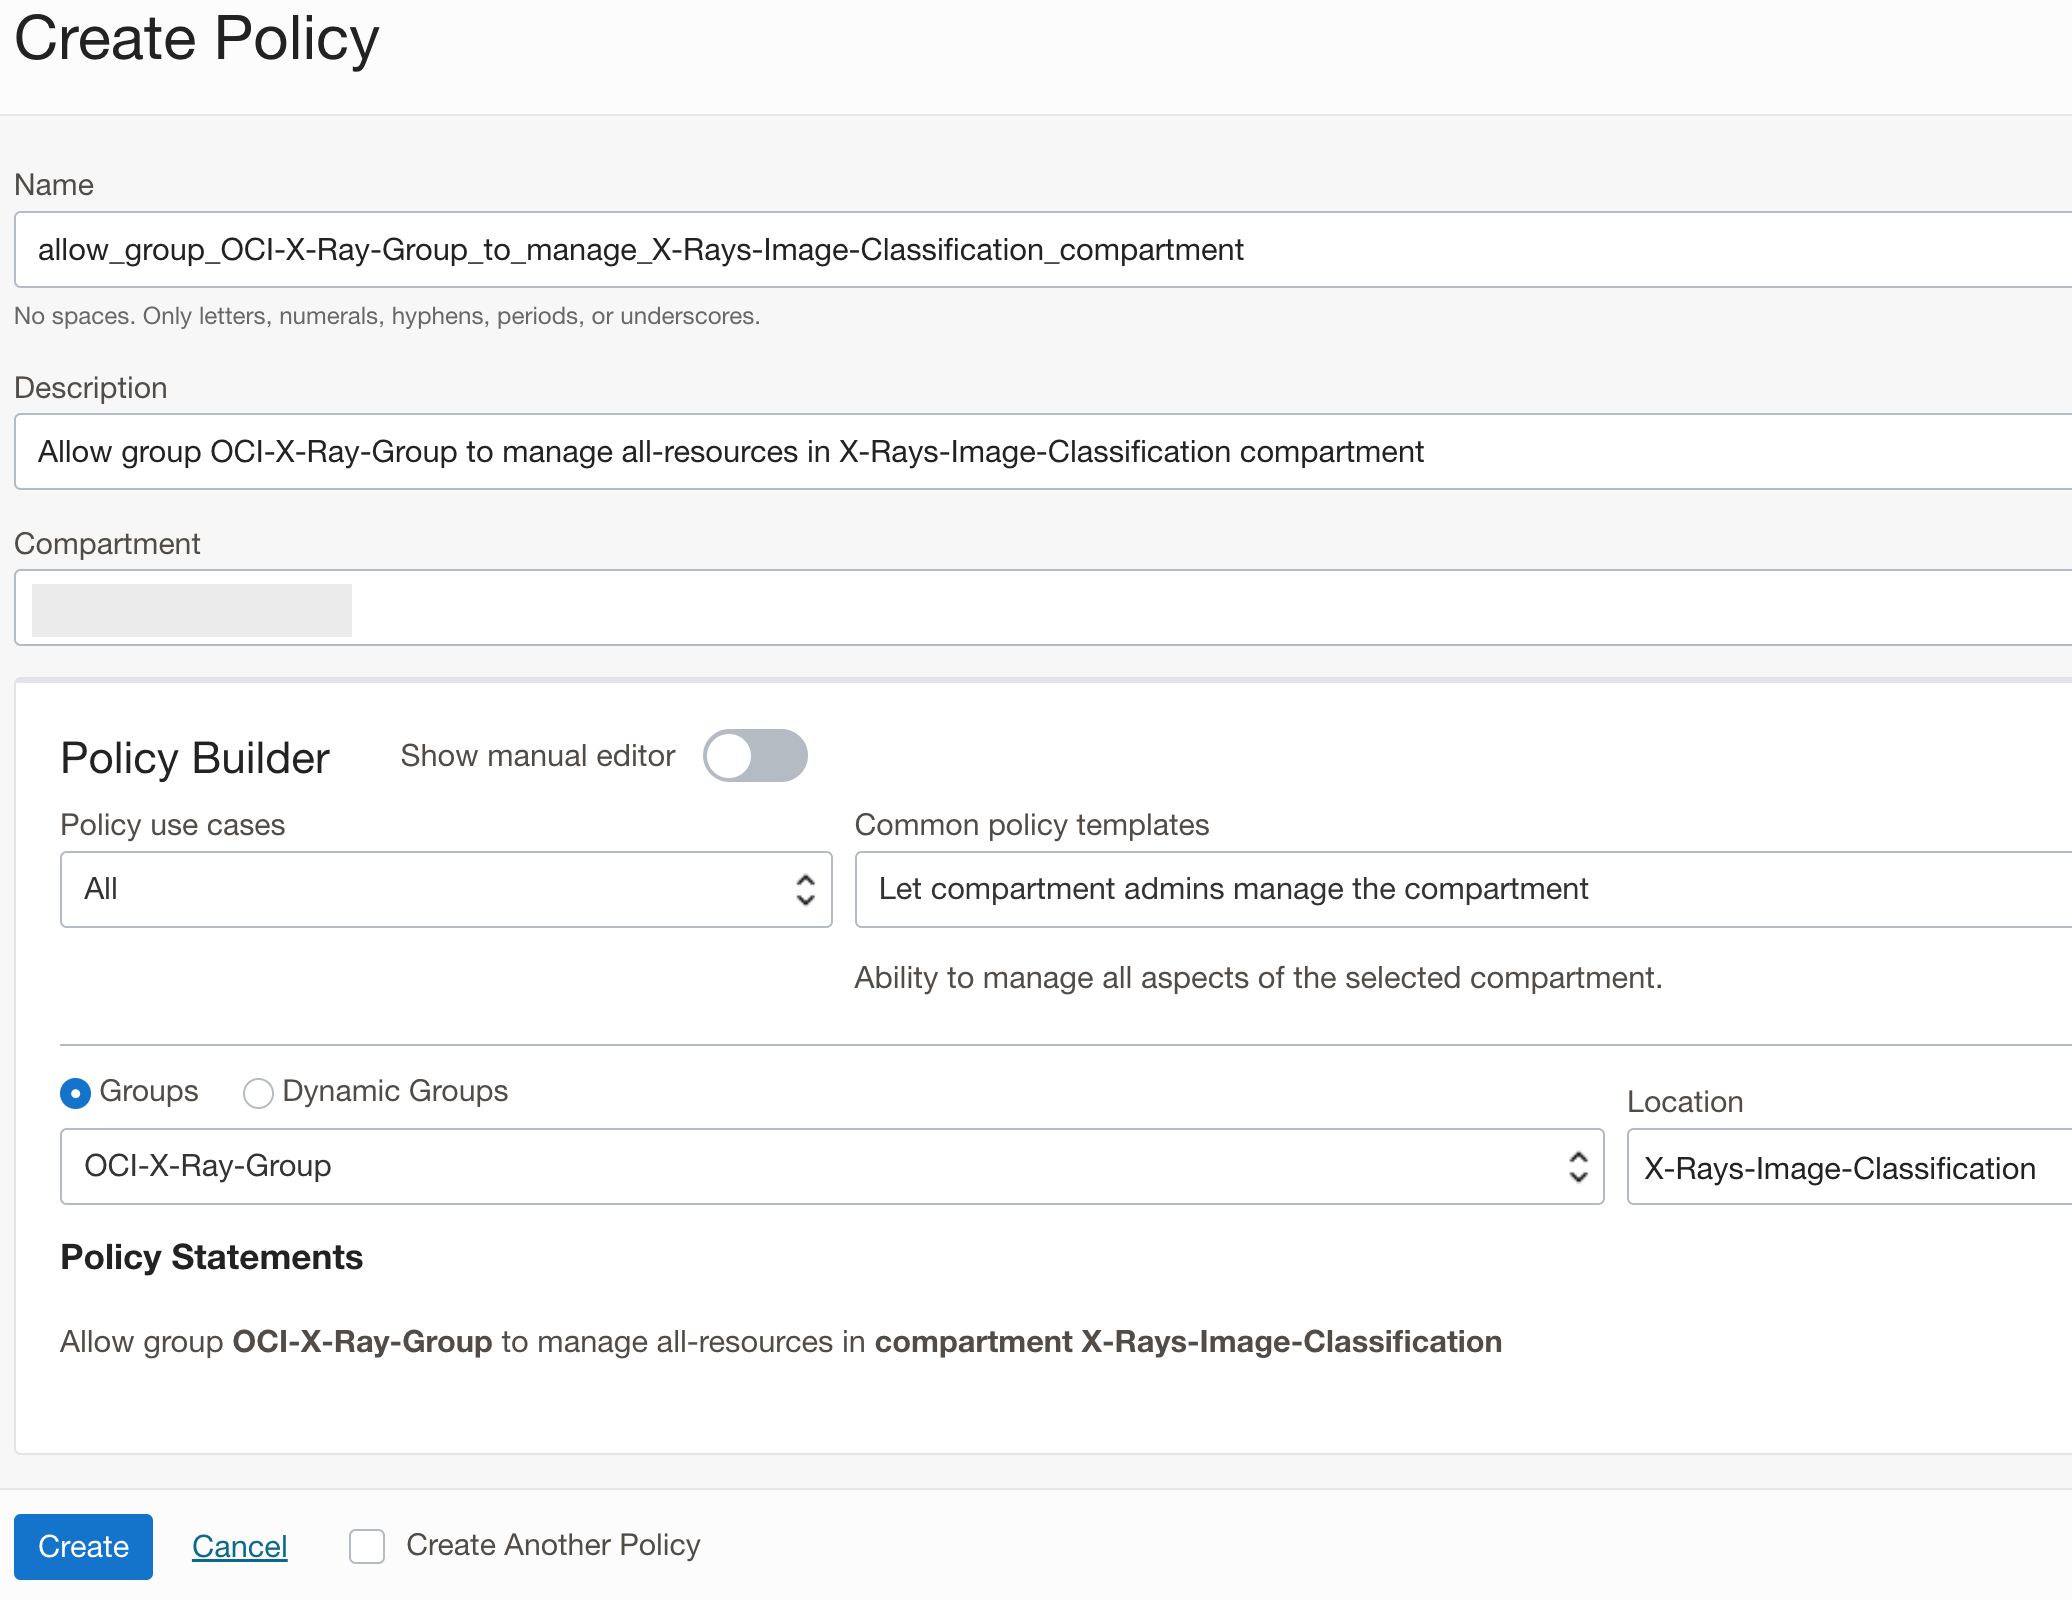 Create Policy
Name
allow_group_OCI-X-Ray-Group_to_manage_X-Rays-Image-Classification_compartment
No spaces. Only letters, numerals, hyphens, periods, or underscores.
Description
Allow group OCI-X-Ray-Group to manage all-resources in X-Rays-Image-Classification compartment
Compartment
Policy Builder Show manual editor
Policy use cases Common policy templates
All Let compartment admins manage the compartment
Ability to manage all aspects of the selected compartment.
Groups Dynamic Groups Location
OCI-X-Ray-Group X-Rays-Image-Classification
Policy Statements
Allow group OCI-X-Ray-Group to manage all-resources in compartment X-Rays-Image-Classification
Create Cancel Create Another Policy